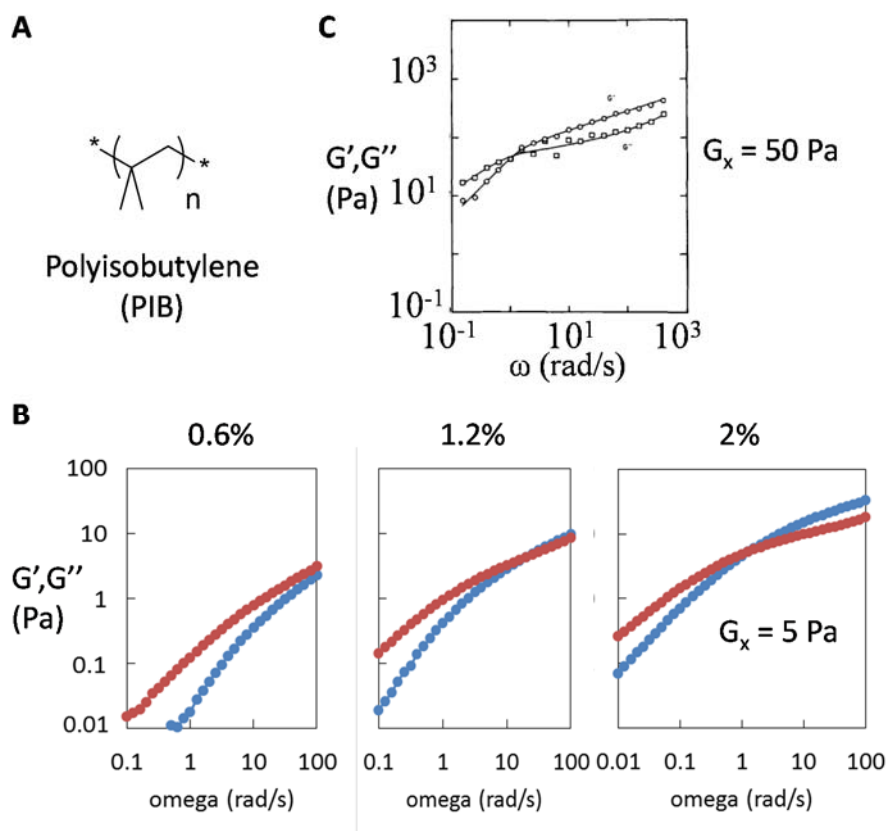 A
*
*
n
Polyisobutylene
(PIB)
C
10³
10¹
10⁻¹
G',G''
(Pa)
G'
G''
10⁻¹
10¹
10³
ω (rad/s)
Gₓ = 50 Pa
B
0.6%
1.2%
2%
100
10
1
0.1
0.01
G',G''
(Pa)
Gₓ = 5 Pa
0.1 1 10 100
omega (rad/s)
0.1 1 10 100
omega (rad/s)
0.01 0.1 1 10 100
omega (rad/s)